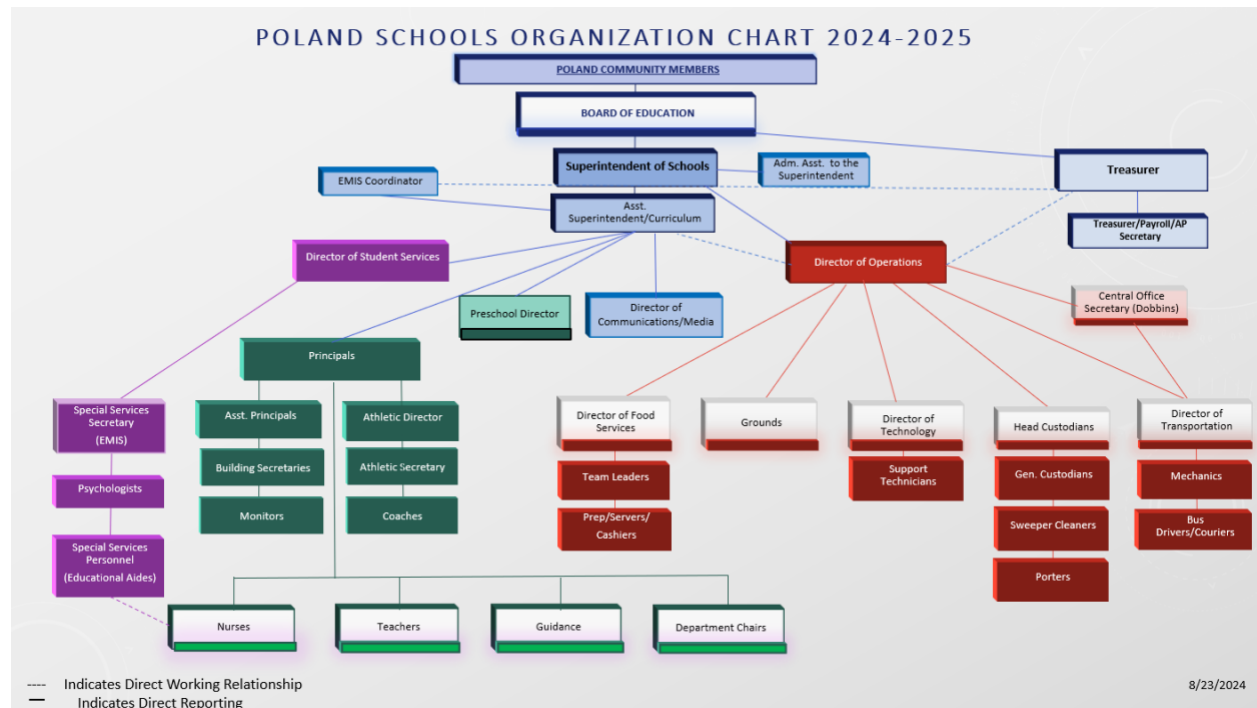 POLAND SCHOOLS ORGANIZATION CHART 2024-2025
POLAND COMMUNITY MEMBERS
BOARD OF EDUCATION
Superintendent of Schools
Adm. Asst. to the
Superintendent
Treasurer
EMIS Coordinator
Asst.
Superintendent/Curriculum
Treasurer/Payroll/AP
Secretary
Director of Student Services
Director of Operations
Preschool Director
Director of
Communications/Media
Central Office
Secretary (Dobbins)
Principals
Special Services
Secretary
(EMIS)
Asst. Principals
Athletic Director
Director of Food
Services
Grounds
Director of
Technology
Head Custodians
Director of
Transportation
Building Secretaries
Athletic Secretary
Team Leaders
Support
Technicians
Gen. Custodians
Mechanics
Psychologists
Monitors
Coaches
Prep/Servers/
Cashiers
Sweeper Cleaners
Bus
Drivers/Couriers
Special Services
Personnel
(Educational Aides)
Porters
Nurses
Teachers
Guidance
Department Chairs
---- Indicates Direct Working Relationship
— Indicates Direct Reporting
8/23/2024